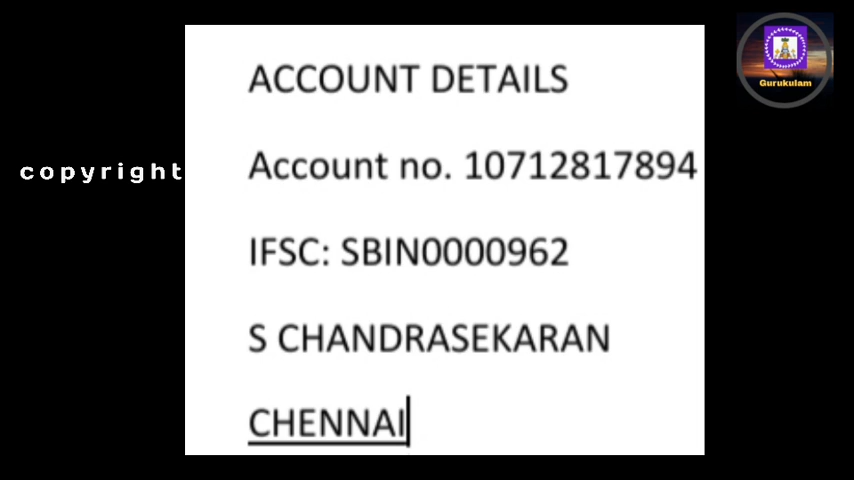 ACCOUNT DETAILS
Account no. 10712817894
IFSC: SBIN0000962
S CHANDRASEKARAN
CHENNAI
copyright
Gurukulam